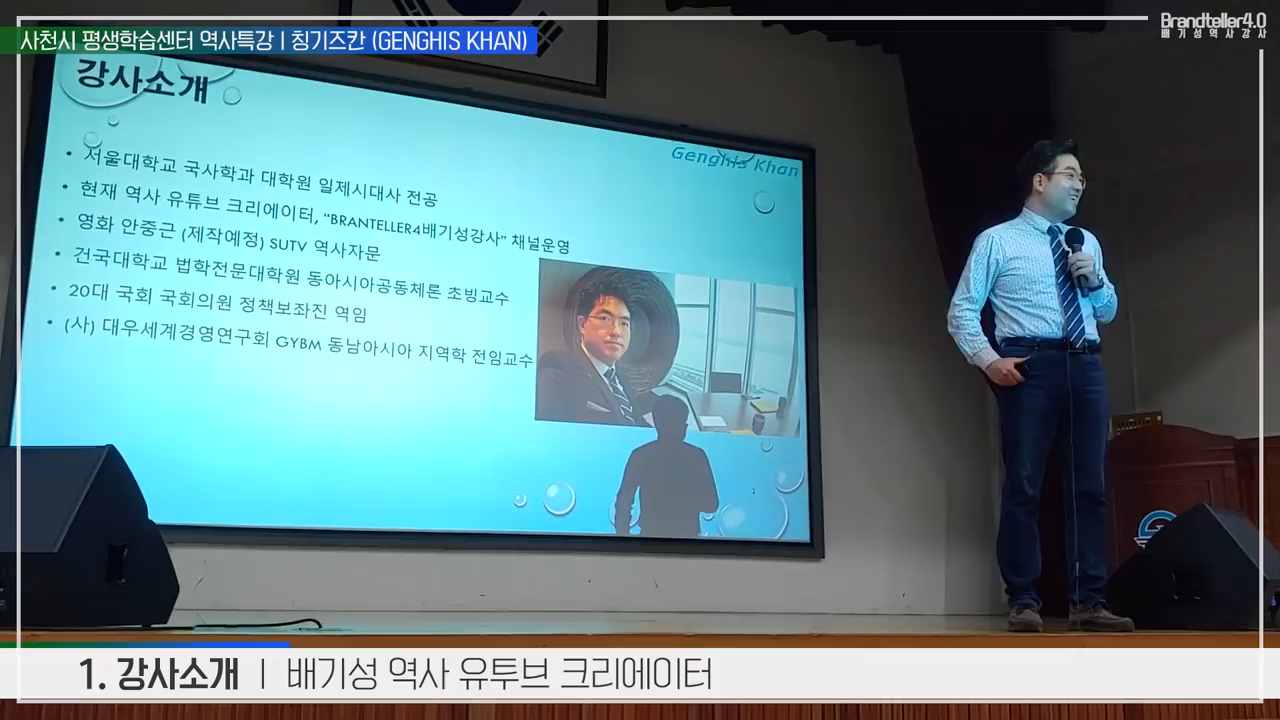 사천시 평생학습센터 역사특강 | 칭기즈칸 (GENGHIS KHAN)
Brandteller4.0
배기성역사강사
강사소개
Genghis Khan
• 서울대학교 국사학과 대학원 일제시대사 전공
• 현재 역사 유튜브 크리에이터, "BRANTELLER4배기성강사" 채널운영
• 영화 안중근 (제작예정) SUTV 역사자문
• 건국대학교 법학전문대학원 동아시아공동체론 초빙교수
• 20대 국회 국회의원 정책보좌진 역임
• (사) 대우세계경영연구회 GYBM 동남아시아 지역학 전임교수
1. 강사소개 | 배기성 역사 유투브 크리에이터